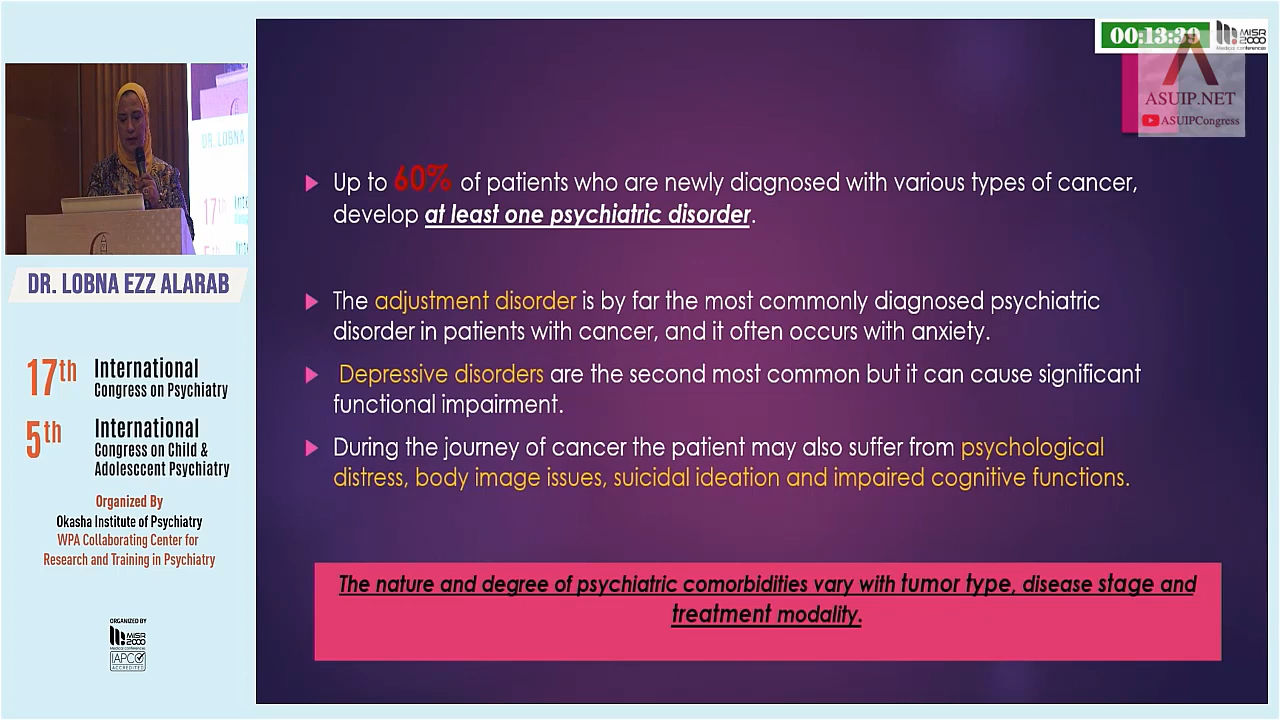 00:13:39
MISR
2000
Medical conferences
ASUIP.NET
ASUIPCongress
DR. LOBNA
17th Inte
DR. LOBNA EZZ ALARAB
17th International
Congress on Psychiatry
5th International
Congress on Child &
Adolesccent Psychiatry
Organized By
Okasha Institute of Psychiatry
WPA Collaborating Center for
Research and Training in Psychiatry
ORGANIZED BY
MISR
2000
Medical conferences
IAPCO
ACCREDITED
Up to 60% of patients who are newly diagnosed with various types of cancer,
develop at least one psychiatric disorder.
The adjustment disorder is by far the most commonly diagnosed psychiatric
disorder in patients with cancer, and it often occurs with anxiety.
Depressive disorders are the second most common but it can cause significant
functional impairment.
During the journey of cancer the patient may also suffer from psychological
distress, body image issues, suicidal ideation and impaired cognitive functions.
The nature and degree of psychiatric comorbidities vary with tumor type, disease stage and
treatment modality.